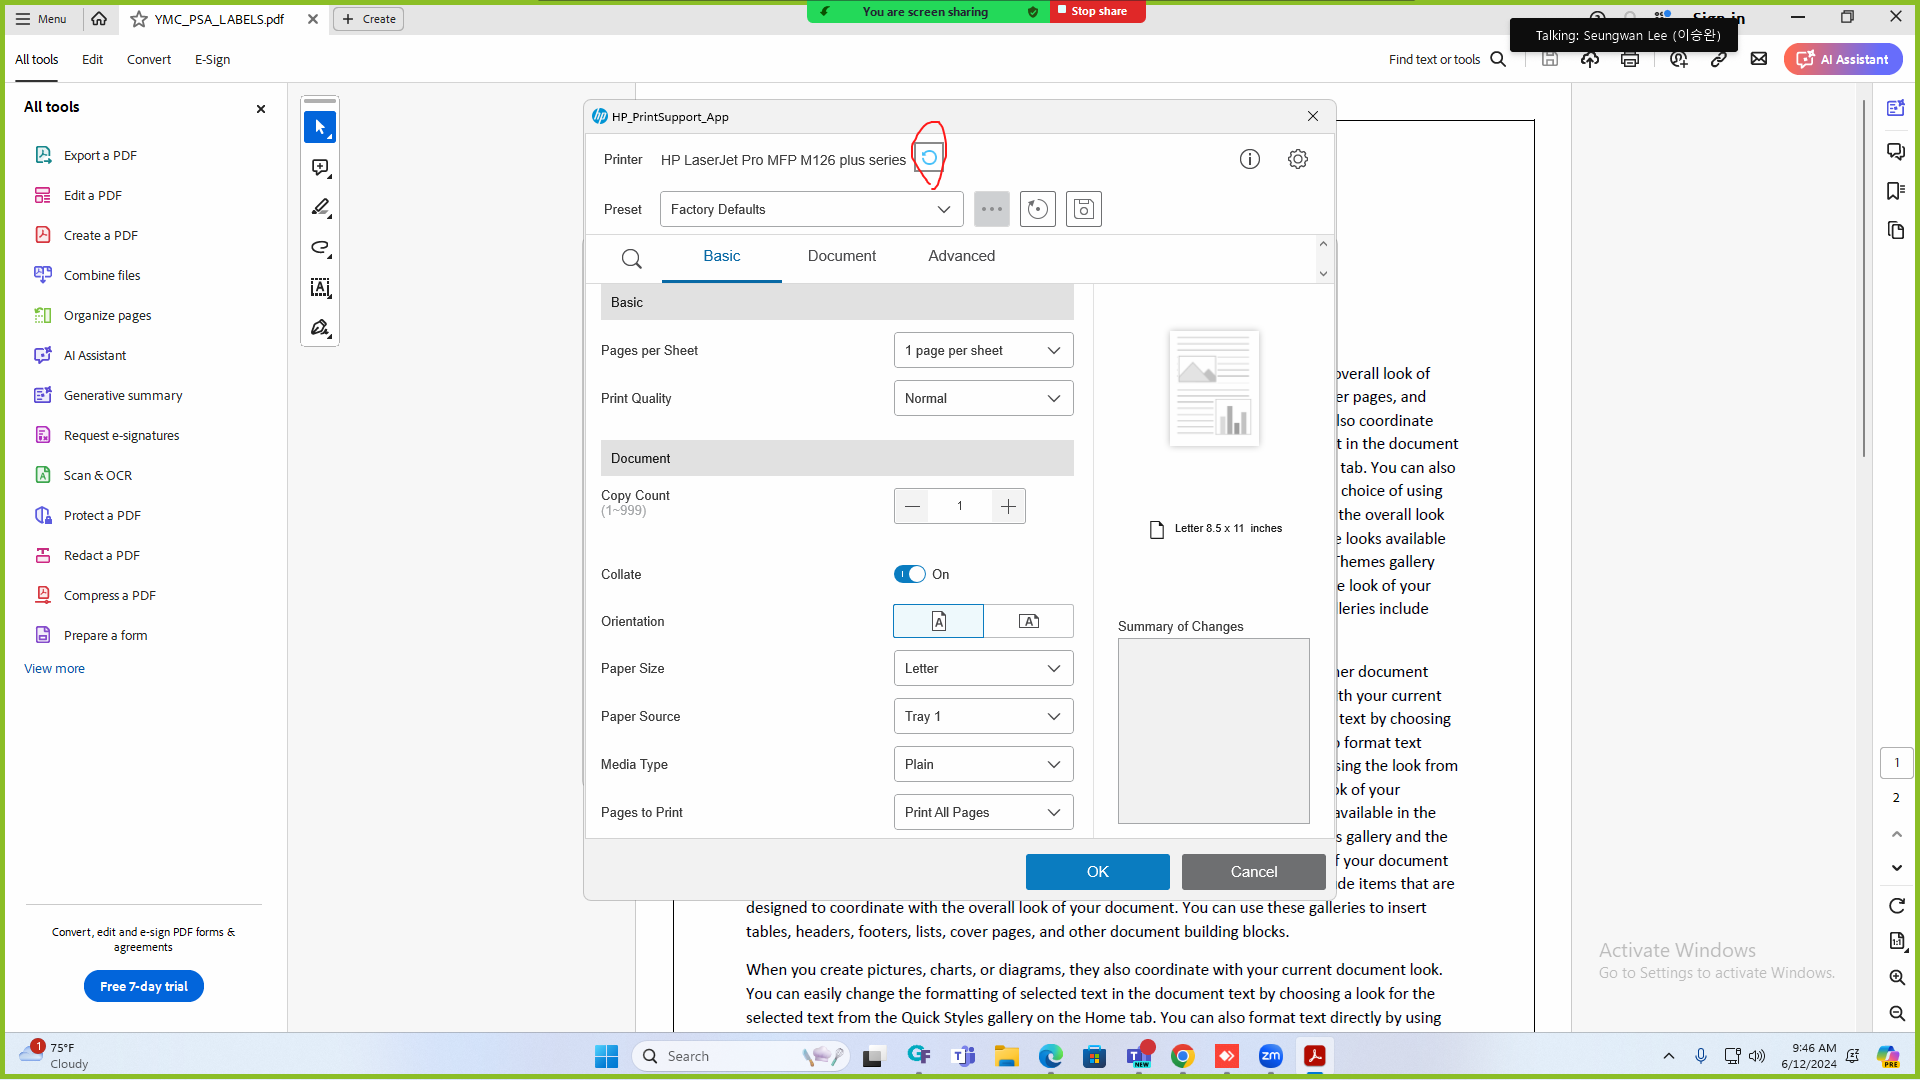 Menu
YMC_PSA_LABELS.pdf
Create
You are screen sharing
Stop share
Talking: Seungwan Lee (이승완)
All tools
Edit
Convert
E-Sign
Find text or tools
AI Assistant
All tools
Export a PDF
Edit a PDF
Create a PDF
Combine files
Organize pages
AI Assistant
Generative summary
Request e-signatures
Scan & OCR
Protect a PDF
Redact a PDF
Compress a PDF
Prepare a form
View more
Convert, edit and e-sign PDF forms &
agreements
Free 7-day trial
HP_PrintSupport_App
Printer
HP LaserJet Pro MFP M126 plus series
Preset
Factory Defaults
Basic
Document
Advanced
Basic
Pages per Sheet
1 page per sheet
Print Quality
Normal
Document
Copy Count
(1~999)
1
Collate
On
Orientation
Paper Size
Letter
Paper Source
Tray 1
Media Type
Plain
Pages to Print
Print All Pages
Letter 8.5 x 11 inches
Summary of Changes
OK
Cancel
overall look of
er pages, and
lso coordinate
t in the document
tab. You can also
choice of using
the overall look
looks available
Themes gallery
e look of your
lleries include
her document
th your current
text by choosing
format text
sing the look from
ok of your
available in the
s gallery and the
f your document
de items that are
designed to coordinate with the overall look of your document. You can use these galleries to insert
tables, headers, footers, lists, cover pages, and other document building blocks.
When you create pictures, charts, or diagrams, they also coordinate with your current document look.
You can easily change the formatting of selected text in the document text by choosing a look for the
selected text from the Quick Styles gallery on the Home tab. You can also format text directly by using
1
2
Activate Windows
Go to Settings to activate Windows.
1
75°F
Cloudy
Search
NEW
zm
9:46 AM
6/12/2024
PRE